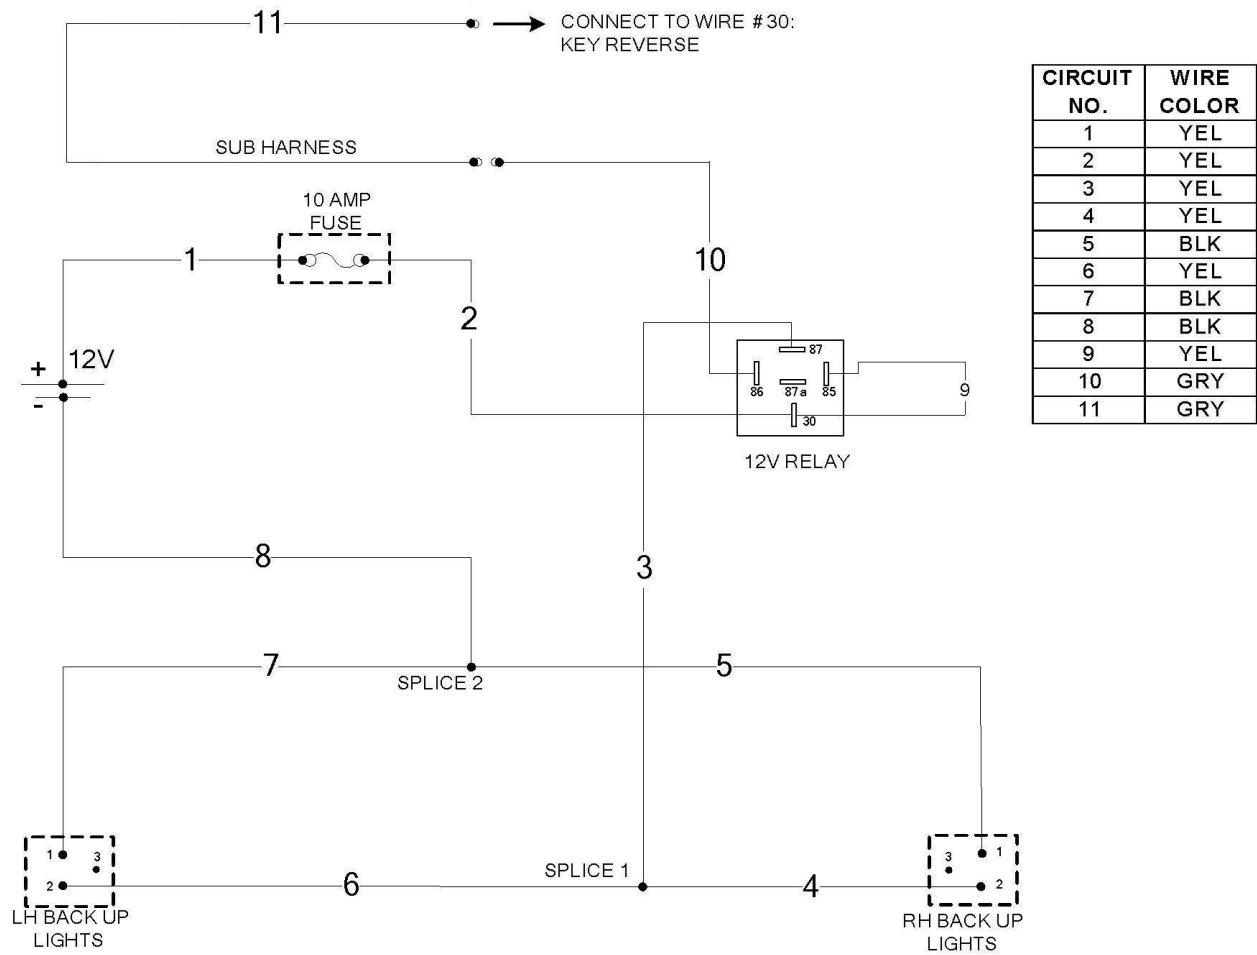 11
CONNECT TO WIRE #30:
KEY REVERSE
SUB HARNESS
10 AMP
FUSE
1
2
10
12V
+
-
87
86
87a
85
30
9
12V RELAY
8
3
7
SPLICE 2
5
1
3
2
LH BACK UP
LIGHTS
6
SPLICE 1
4
3
1
2
RH BACK UP
LIGHTS
CIRCUIT NO. WIRE COLOR
1 YEL
2 YEL
3 YEL
4 YEL
5 BLK
6 YEL
7 BLK
8 BLK
9 YEL
10 GRY
11 GRY